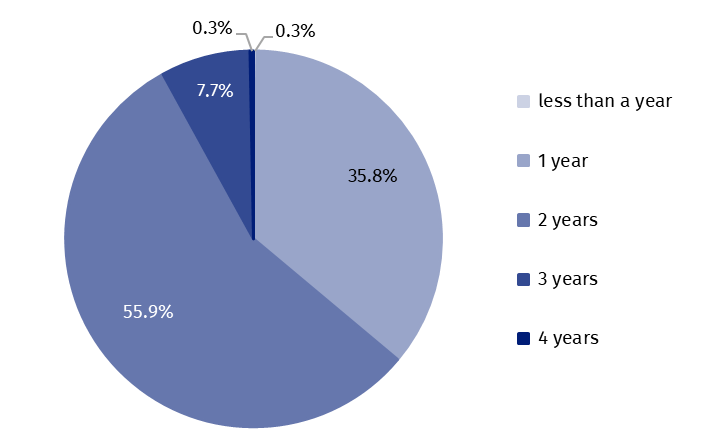 0.3%
0.3%
7.7%
35.8%
55.9%
less than a year
1 year
2 years
3 years
4 years